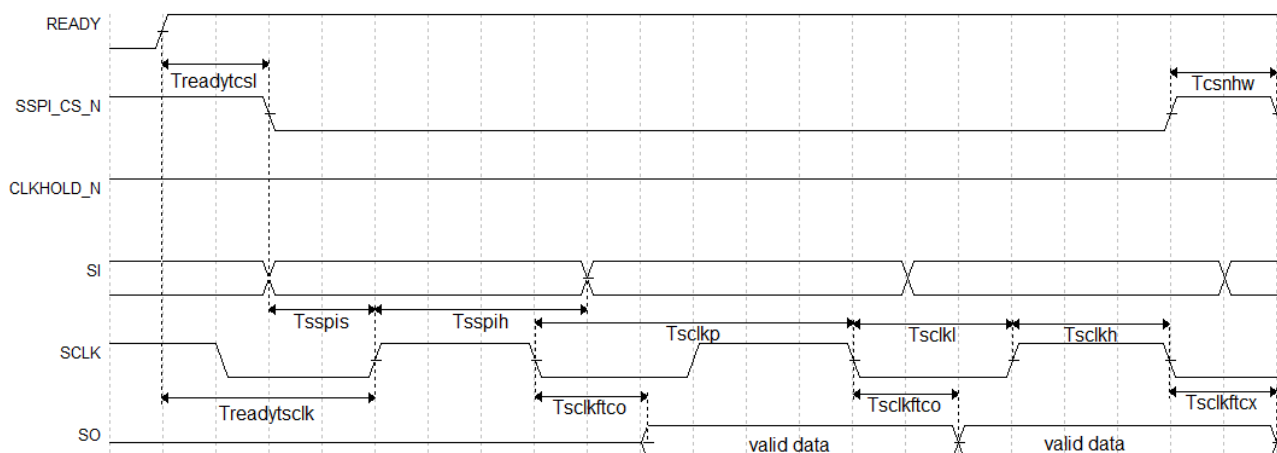 READY
Treadytcsl
Tcsnhw
SSPI_CS_N
CLKHOLD_N
SI
Tsspis
Tsspih
Tsclkp
Tsclkl
Tsclkh
SCLK
Treadytsclk
Tsclkftco
Tsclkftco
Tsclkftcx
SO
valid data
valid data